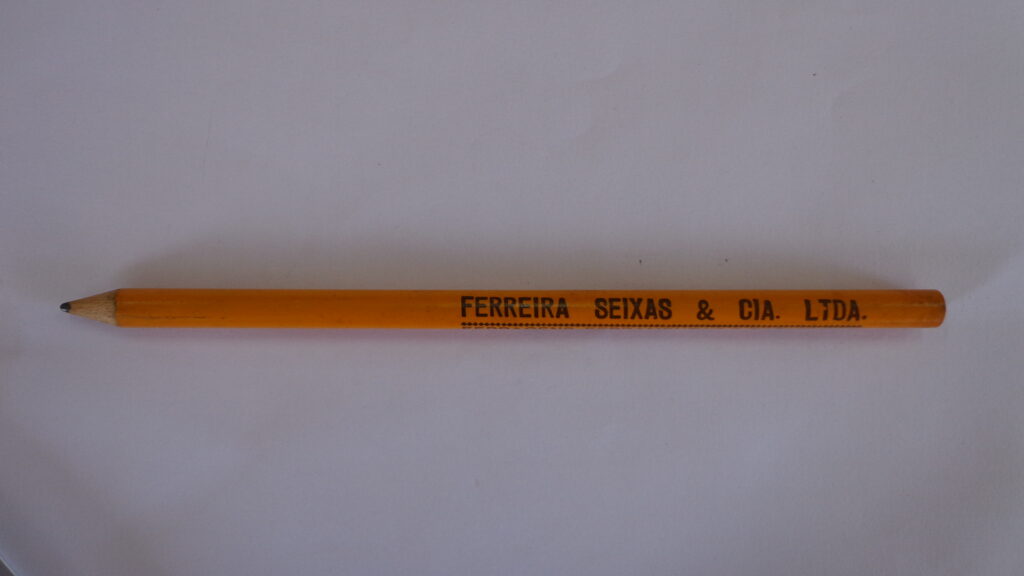 FERREIRA SEIXAS & CIA. LTDA.